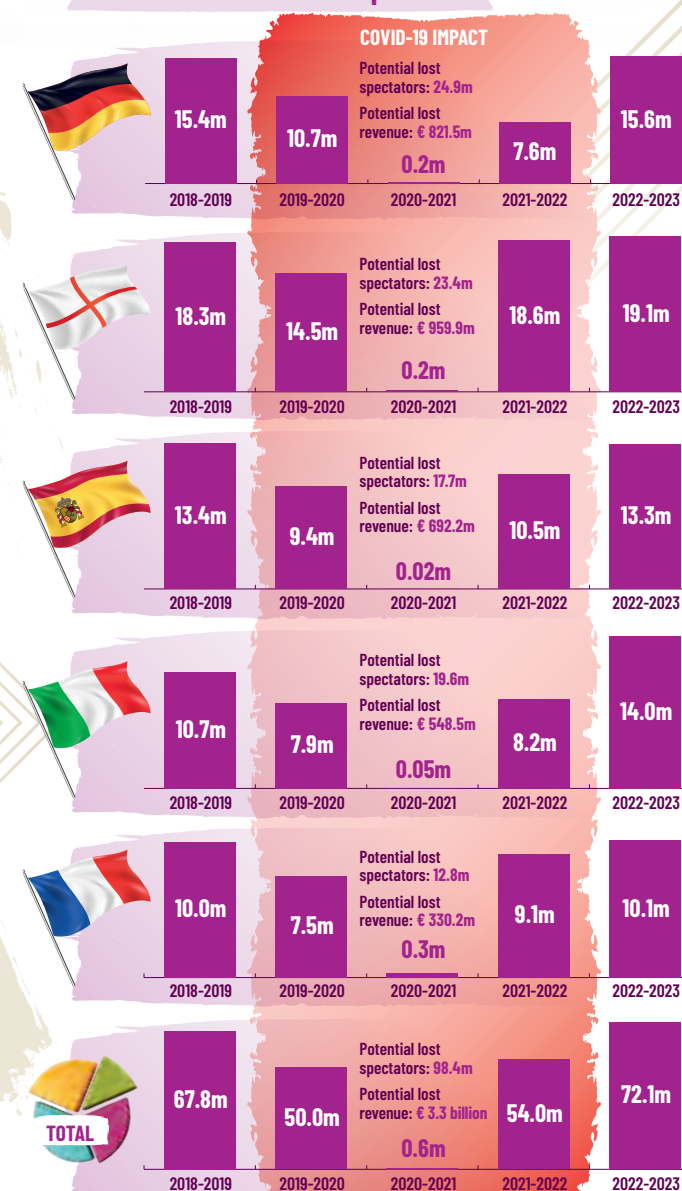 COVID-19 IMPACT
Potential lost
spectators: 24.9m
Potential lost
revenue: € 821.5m
15.4m
10.7m
0.2m
7.6m
15.6m
2018-2019 2019-2020 2020-2021 2021-2022 2022-2023
Potential lost
spectators: 23.4m
Potential lost
revenue: € 959.9m
18.3m
14.5m
0.2m
18.6m
19.1m
2018-2019 2019-2020 2020-2021 2021-2022 2022-2023
Potential lost
spectators: 17.7m
Potential lost
revenue: € 692.2m
13.4m
9.4m
0.02m
10.5m
13.3m
2018-2019 2019-2020 2020-2021 2021-2022 2022-2023
Potential lost
spectators: 19.6m
Potential lost
revenue: € 548.5m
10.7m
7.9m
0.05m
8.2m
14.0m
2018-2019 2019-2020 2020-2021 2021-2022 2022-2023
Potential lost
spectators: 12.8m
Potential lost
revenue: € 330.2m
10.0m
7.5m
0.3m
9.1m
10.1m
2018-2019 2019-2020 2020-2021 2021-2022 2022-2023
Potential lost
spectators: 98.4m
Potential lost
revenue: € 3.3 billion
TOTAL
67.8m
50.0m
0.6m
54.0m
72.1m
2018-2019 2019-2020 2020-2021 2021-2022 2022-2023